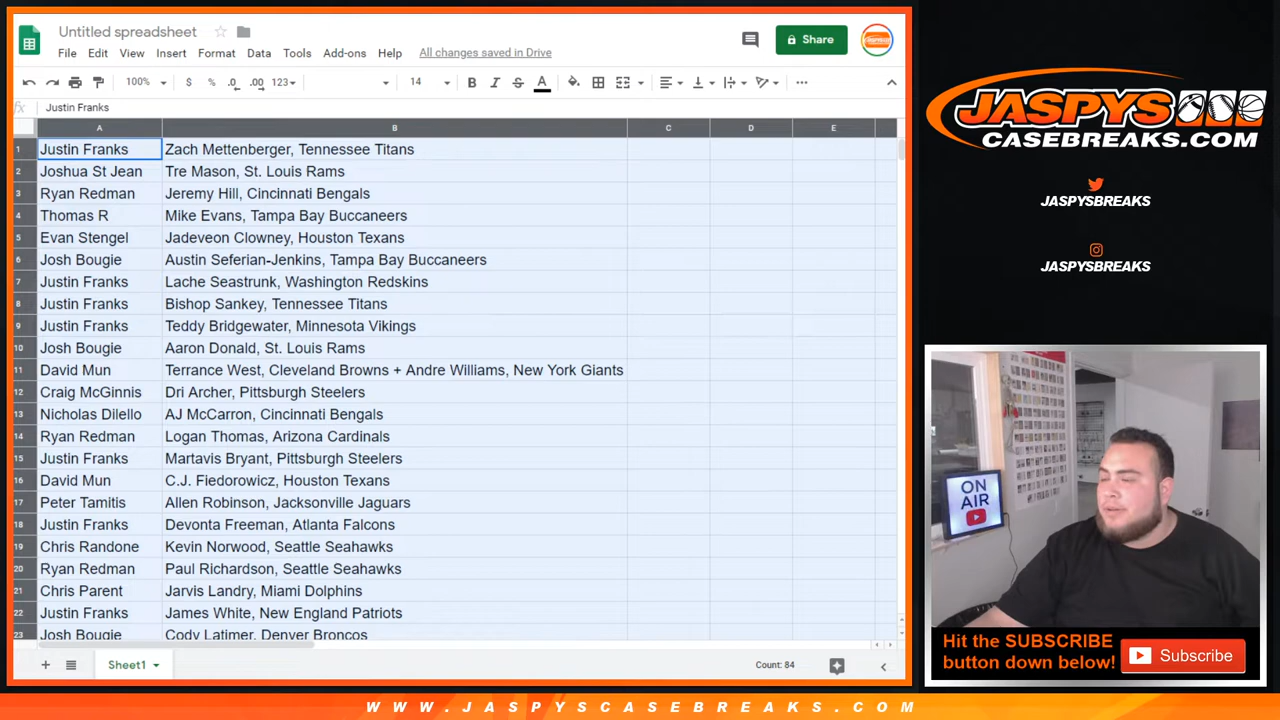 Untitled spreadsheet
File Edit View Insert Format Data Tools Add-ons Help All changes saved in Drive
Share
100% $ % .0 .00 123 14 B I S A
fx Justin Franks
A B C D E
1 Justin Franks Zach Mettenberger, Tennessee Titans
2 Joshua St Jean Tre Mason, St. Louis Rams
3 Ryan Redman Jeremy Hill, Cincinnati Bengals
4 Thomas R Mike Evans, Tampa Bay Buccaneers
5 Evan Stengel Jadeveon Clowney, Houston Texans
6 Josh Bougie Austin Seferian-Jenkins, Tampa Bay Buccaneers
7 Justin Franks Lache Seastrunk, Washington Redskins
8 Justin Franks Bishop Sankey, Tennessee Titans
9 Justin Franks Teddy Bridgewater, Minnesota Vikings
10 Josh Bougie Aaron Donald, St. Louis Rams
11 David Mun Terrance West, Cleveland Browns + Andre Williams, New York Giants
12 Craig McGinnis Dri Archer, Pittsburgh Steelers
13 Nicholas Dilello AJ McCarron, Cincinnati Bengals
14 Ryan Redman Logan Thomas, Arizona Cardinals
15 Justin Franks Martavis Bryant, Pittsburgh Steelers
16 David Mun C.J. Fiedorowicz, Houston Texans
17 Peter Tamitis Allen Robinson, Jacksonville Jaguars
18 Justin Franks Devonta Freeman, Atlanta Falcons
19 Chris Randone Kevin Norwood, Seattle Seahawks
20 Ryan Redman Paul Richardson, Seattle Seahawks
21 Chris Parent Jarvis Landry, Miami Dolphins
22 Justin Franks James White, New England Patriots
23 Josh Bougie Cody Latimer, Denver Broncos
Sheet1 Count: 84
JASPYS
CASEBREAKS.COM
JASPYSBREAKS
JASPYSBREAKS
ON
AIR
Hit the SUBSCRIBE
button down below!
Subscribe
WWW.JASPYSCASEBREAKS.COM